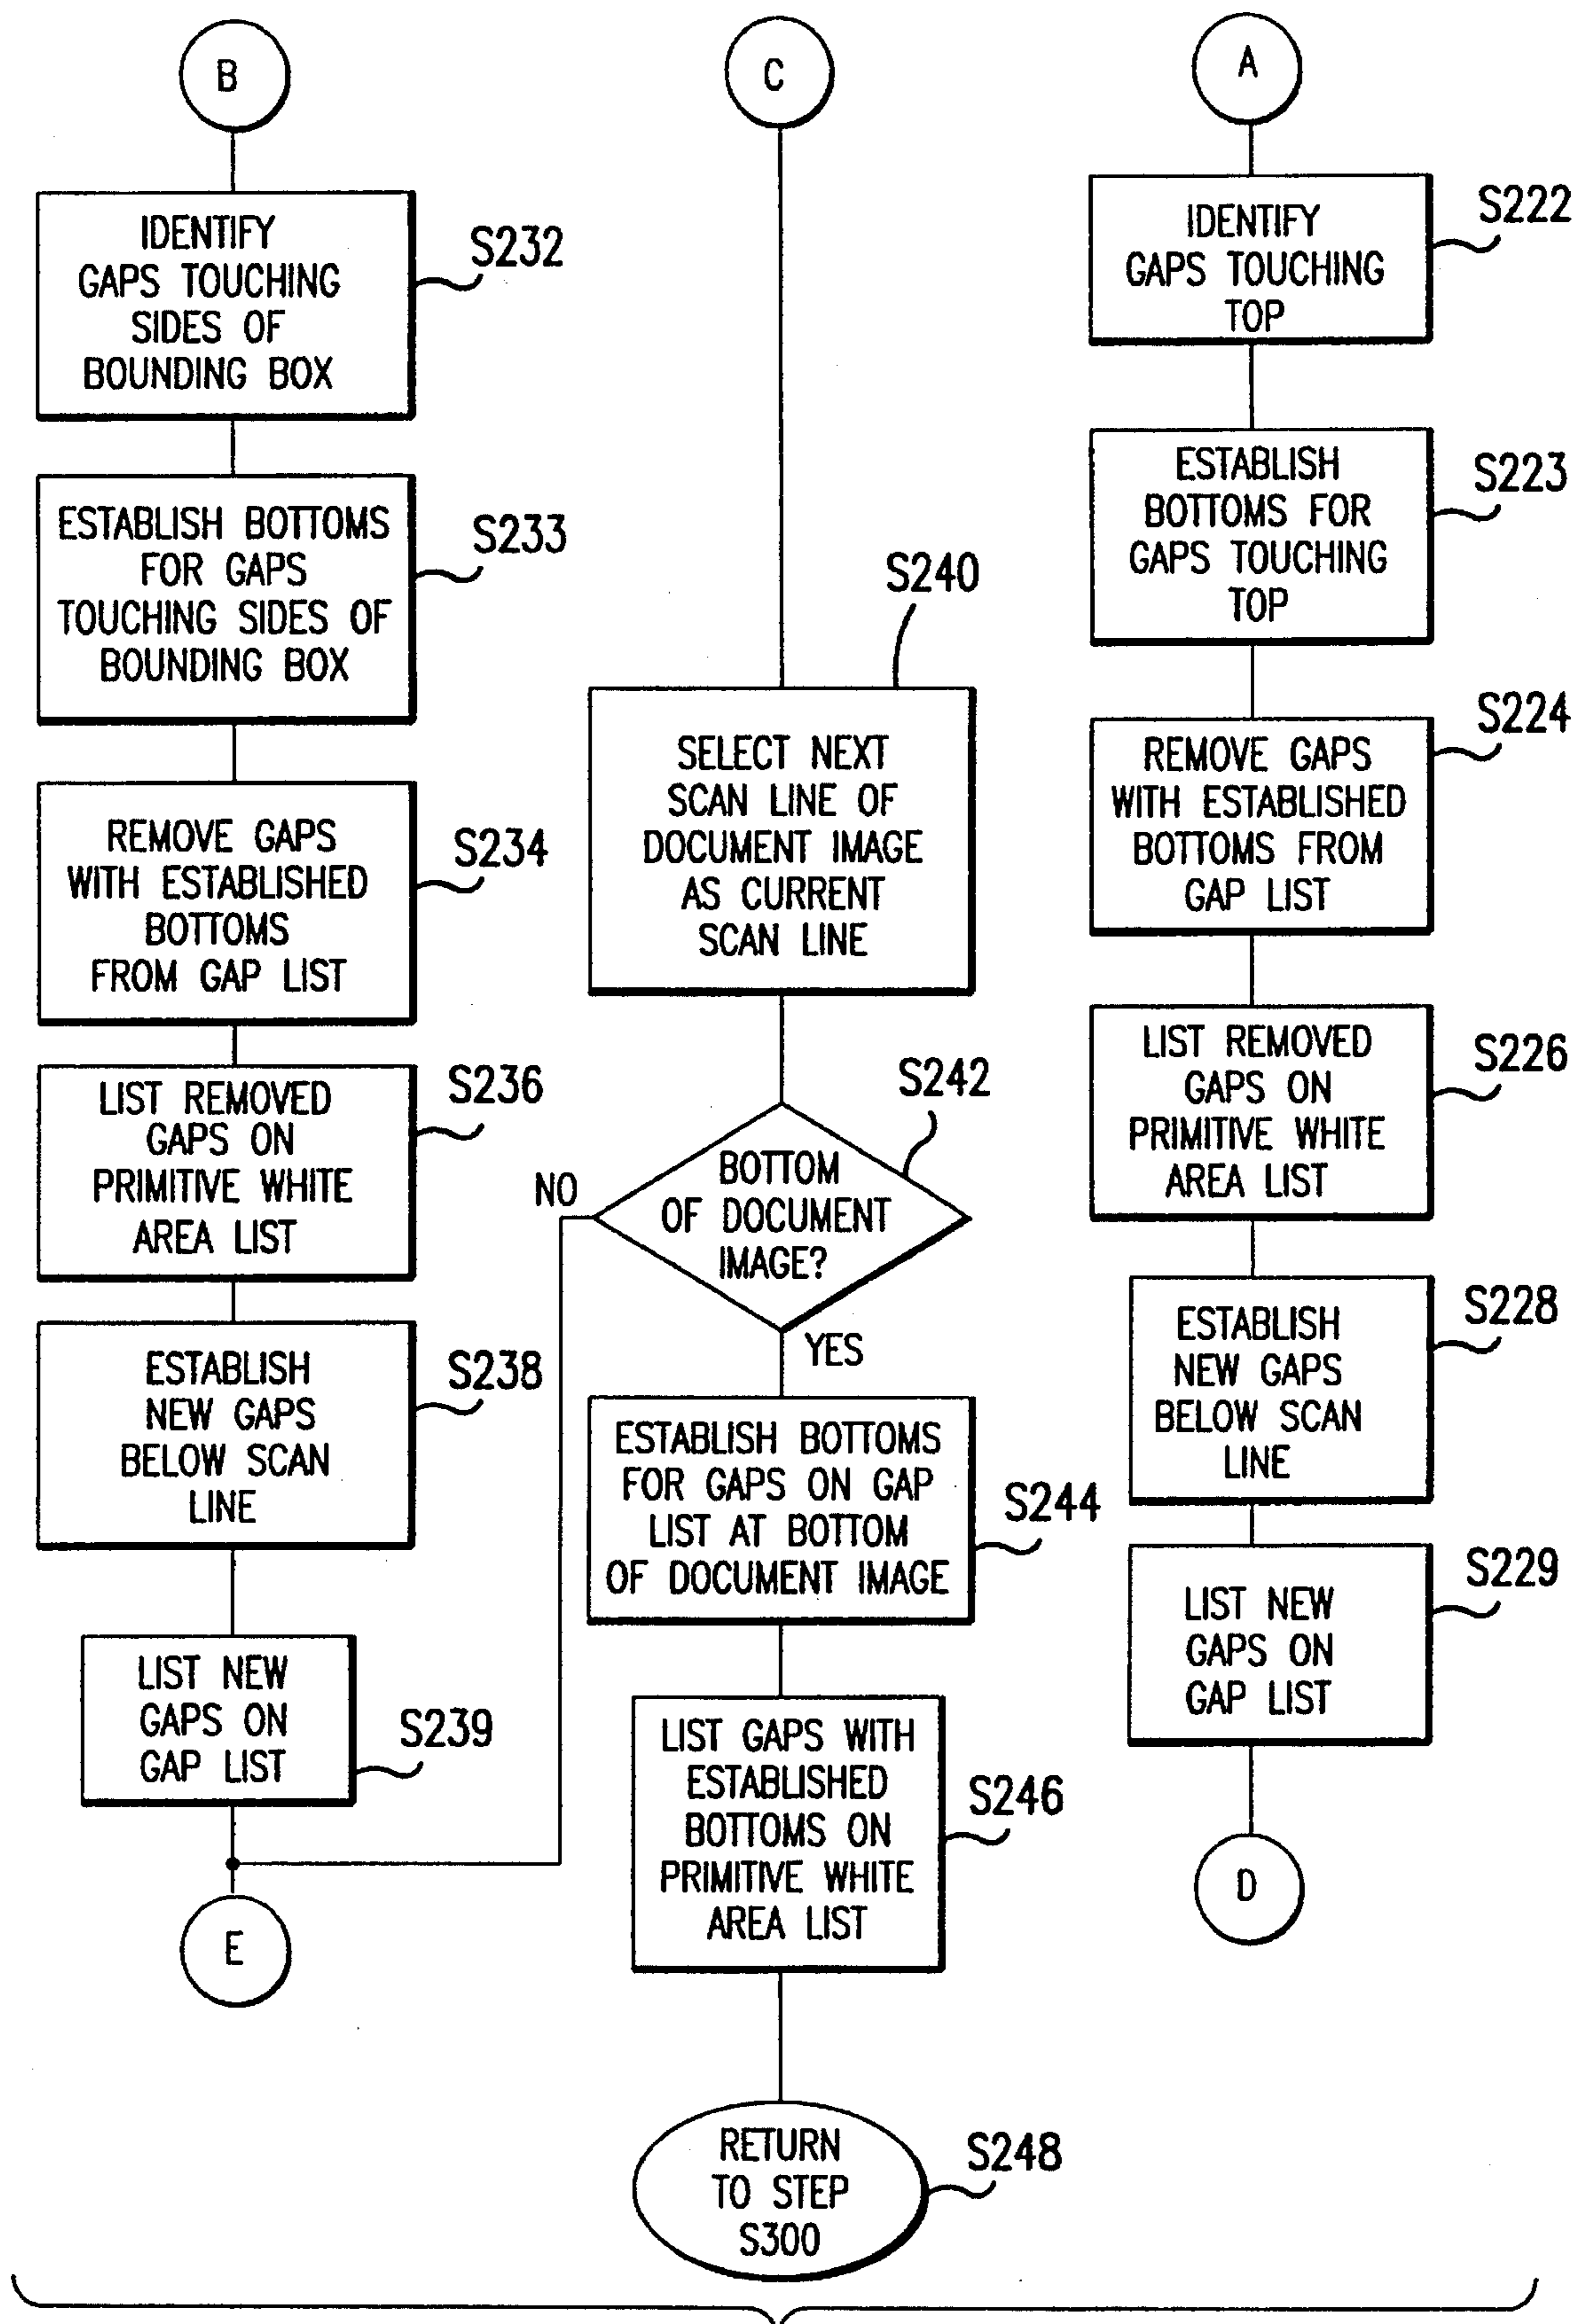 B
IDENTIFY
GAPS TOUCHING
SIDES OF
BOUNDING BOX
S232
ESTABLISH BOTTOMS
FOR GAPS
TOUCHING SIDES OF
BOUNDING BOX
S233
REMOVE GAPS
WITH ESTABLISHED
BOTTOMS
FROM GAP LIST
S234
LIST REMOVED
GAPS ON
PRIMITIVE WHITE
AREA LIST
S236
ESTABLISH
NEW GAPS
BELOW SCAN
LINE
S238
LIST NEW
GAPS ON
GAP LIST
S239
E
C
S240
SELECT NEXT
SCAN LINE OF
DOCUMENT IMAGE
AS CURRENT
SCAN LINE
S242
BOTTOM
OF DOCUMENT
IMAGE?
NO
YES
ESTABLISH BOTTOMS
FOR GAPS ON GAP
LIST AT BOTTOM
OF DOCUMENT IMAGE
S244
LIST GAPS WITH
ESTABLISHED
BOTTOMS ON
PRIMITIVE WHITE
AREA LIST
S246
RETURN
TO STEP
S300
S248
A
IDENTIFY
GAPS TOUCHING
TOP
S222
ESTABLISH
BOTTOMS FOR
GAPS TOUCHING
TOP
S223
REMOVE GAPS
WITH ESTABLISHED
BOTTOMS FROM
GAP LIST
S224
LIST REMOVED
GAPS ON
PRIMITIVE WHITE
AREA LIST
S226
ESTABLISH
NEW GAPS
BELOW SCAN
LINE
S228
LIST NEW
GAPS ON
GAP LIST
S229
D